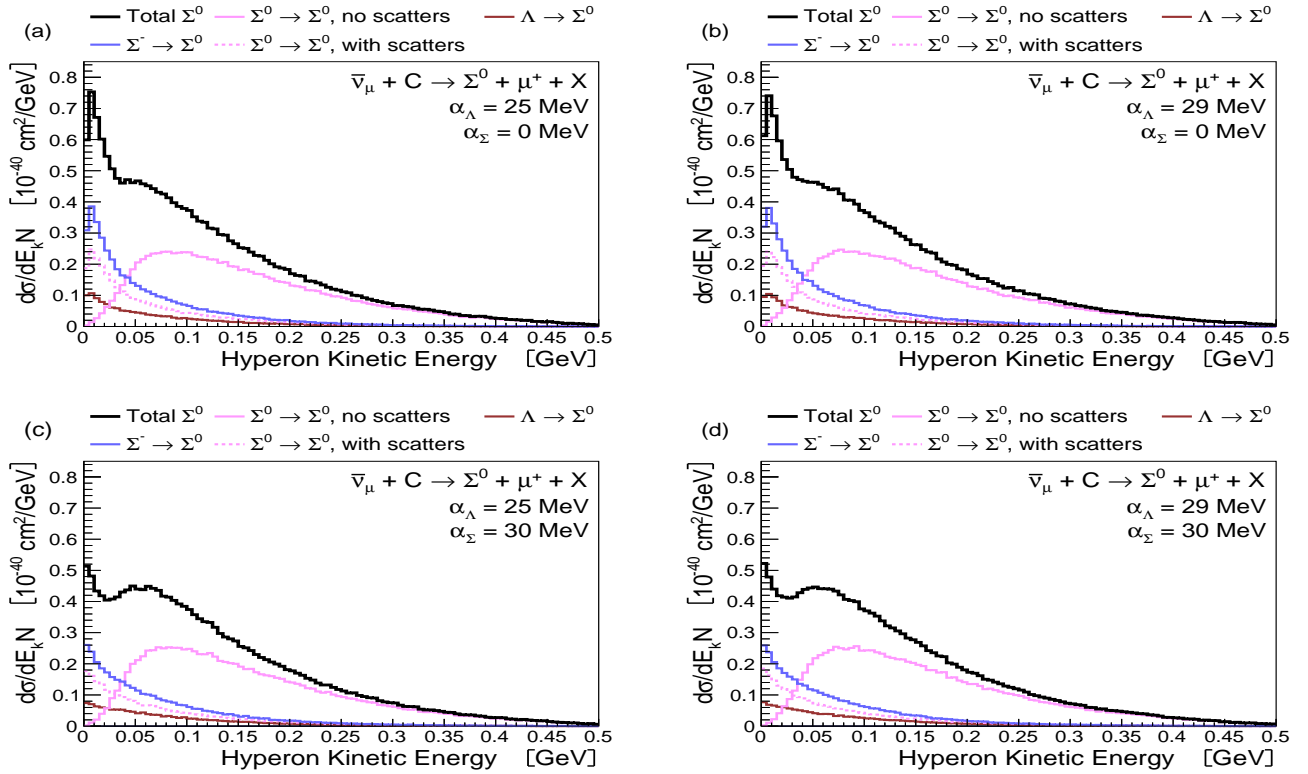 (a)
Total Σ⁰ Σ⁰ → Σ⁰, no scatters Λ → Σ⁰
Σ⁻ → Σ⁰ Σ⁰ → Σ⁰, with scatters
ν̅μ + C → Σ⁰ + μ⁺ + X
αΛ = 25 MeV
αΣ = 0 MeV
dσ/dEₖN [10⁻⁴⁰ cm²/GeV]
0.8
0.7
0.6
0.5
0.4
0.3
0.2
0.1
0
0 0.05 0.1 0.15 0.2 0.25 0.3 0.35 0.4 0.45 0.5
Hyperon Kinetic Energy [GeV]
(b)
Total Σ⁰ Σ⁰ → Σ⁰, no scatters Λ → Σ⁰
Σ⁻ → Σ⁰ Σ⁰ → Σ⁰, with scatters
ν̅μ + C → Σ⁰ + μ⁺ + X
αΛ = 29 MeV
αΣ = 0 MeV
dσ/dEₖN [10⁻⁴⁰ cm²/GeV]
0.8
0.7
0.6
0.5
0.4
0.3
0.2
0.1
0
0 0.05 0.1 0.15 0.2 0.25 0.3 0.35 0.4 0.45 0.5
Hyperon Kinetic Energy [GeV]
(c)
Total Σ⁰ Σ⁰ → Σ⁰, no scatters Λ → Σ⁰
Σ⁻ → Σ⁰ Σ⁰ → Σ⁰, with scatters
ν̅μ + C → Σ⁰ + μ⁺ + X
αΛ = 25 MeV
αΣ = 30 MeV
dσ/dEₖN [10⁻⁴⁰ cm²/GeV]
0.8
0.7
0.6
0.5
0.4
0.3
0.2
0.1
0
0 0.05 0.1 0.15 0.2 0.25 0.3 0.35 0.4 0.45 0.5
Hyperon Kinetic Energy [GeV]
(d)
Total Σ⁰ Σ⁰ → Σ⁰, no scatters Λ → Σ⁰
Σ⁻ → Σ⁰ Σ⁰ → Σ⁰, with scatters
ν̅μ + C → Σ⁰ + μ⁺ + X
αΛ = 29 MeV
αΣ = 30 MeV
dσ/dEₖN [10⁻⁴⁰ cm²/GeV]
0.8
0.7
0.6
0.5
0.4
0.3
0.2
0.1
0
0 0.05 0.1 0.15 0.2 0.25 0.3 0.35 0.4 0.45 0.5
Hyperon Kinetic Energy [GeV]